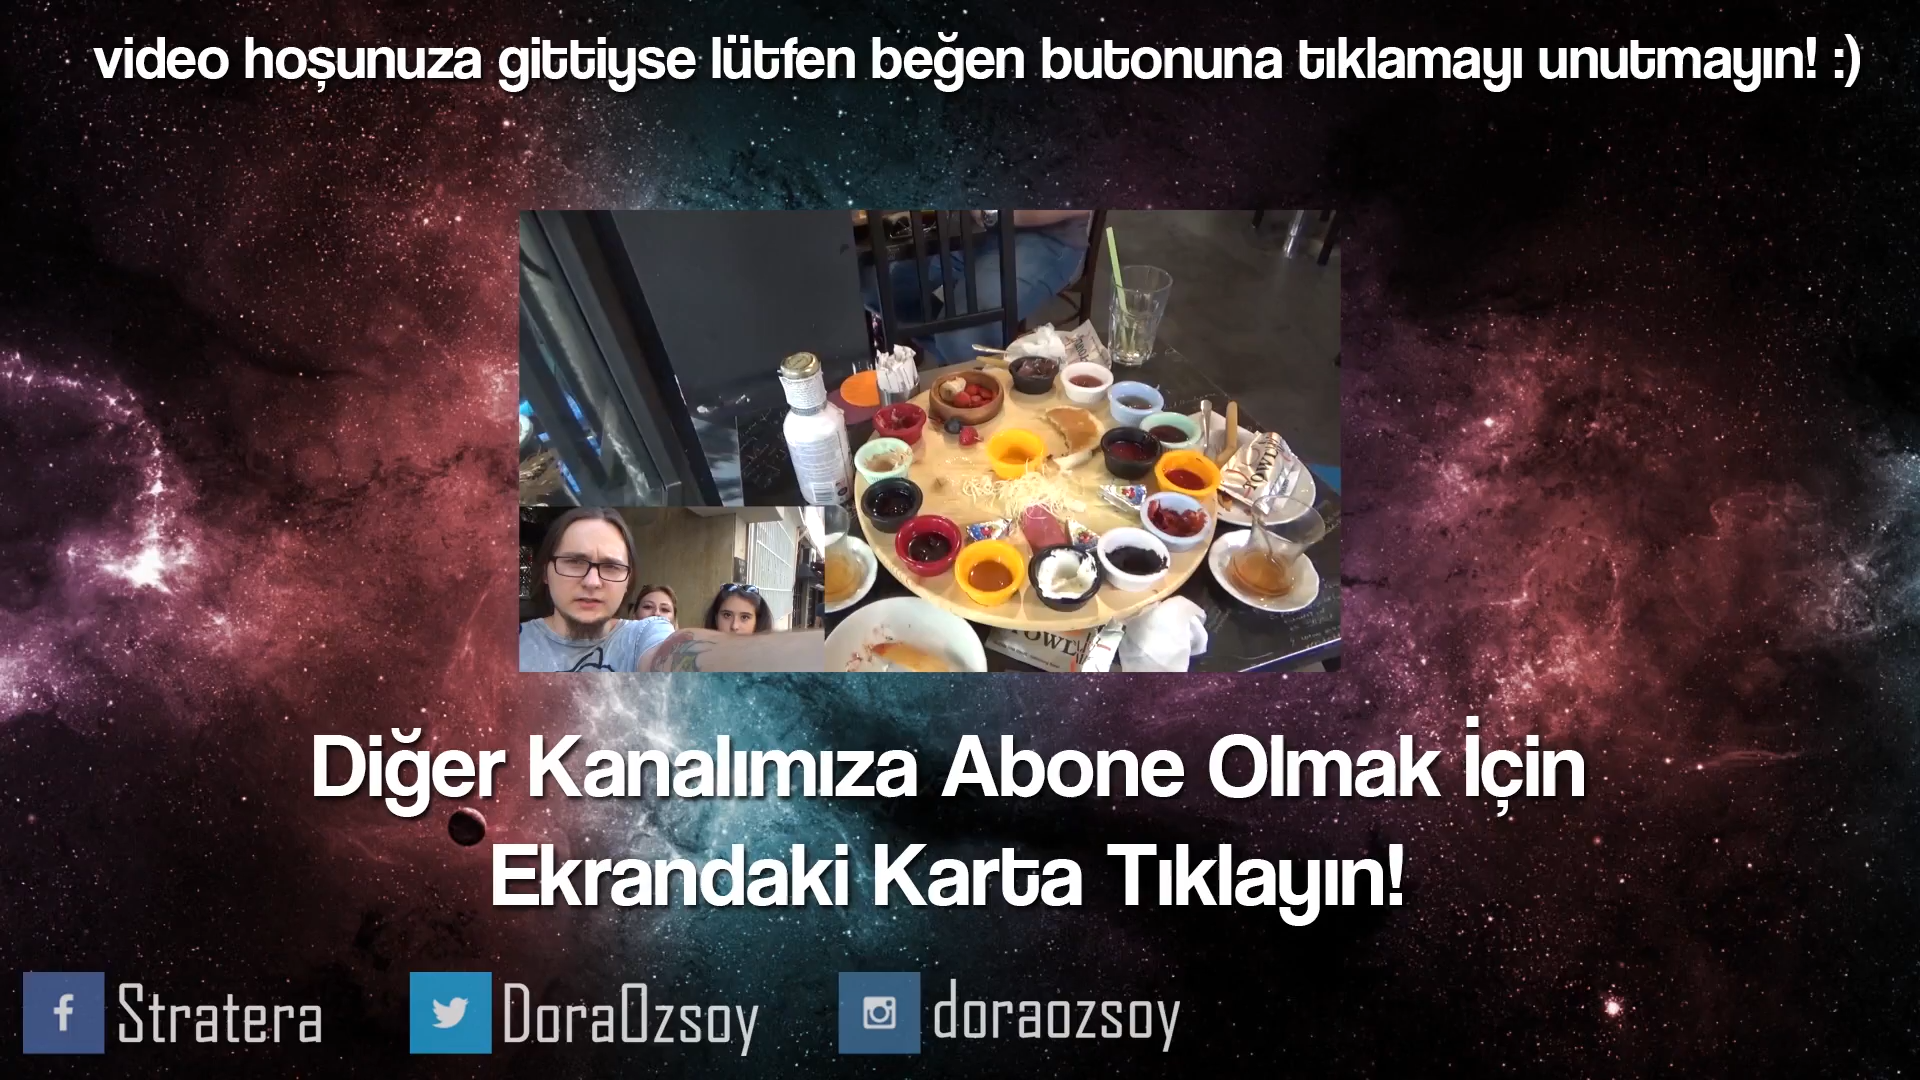 video hoşunuza gittiyse lütfen beğen butonuna tıklamayı unutmayın! :)
Diğer Kanalımıza Abone Olmak İçin
Ekrandaki Karta Tıklayın!
Stratera
DoraOzsoy
doraozsoy